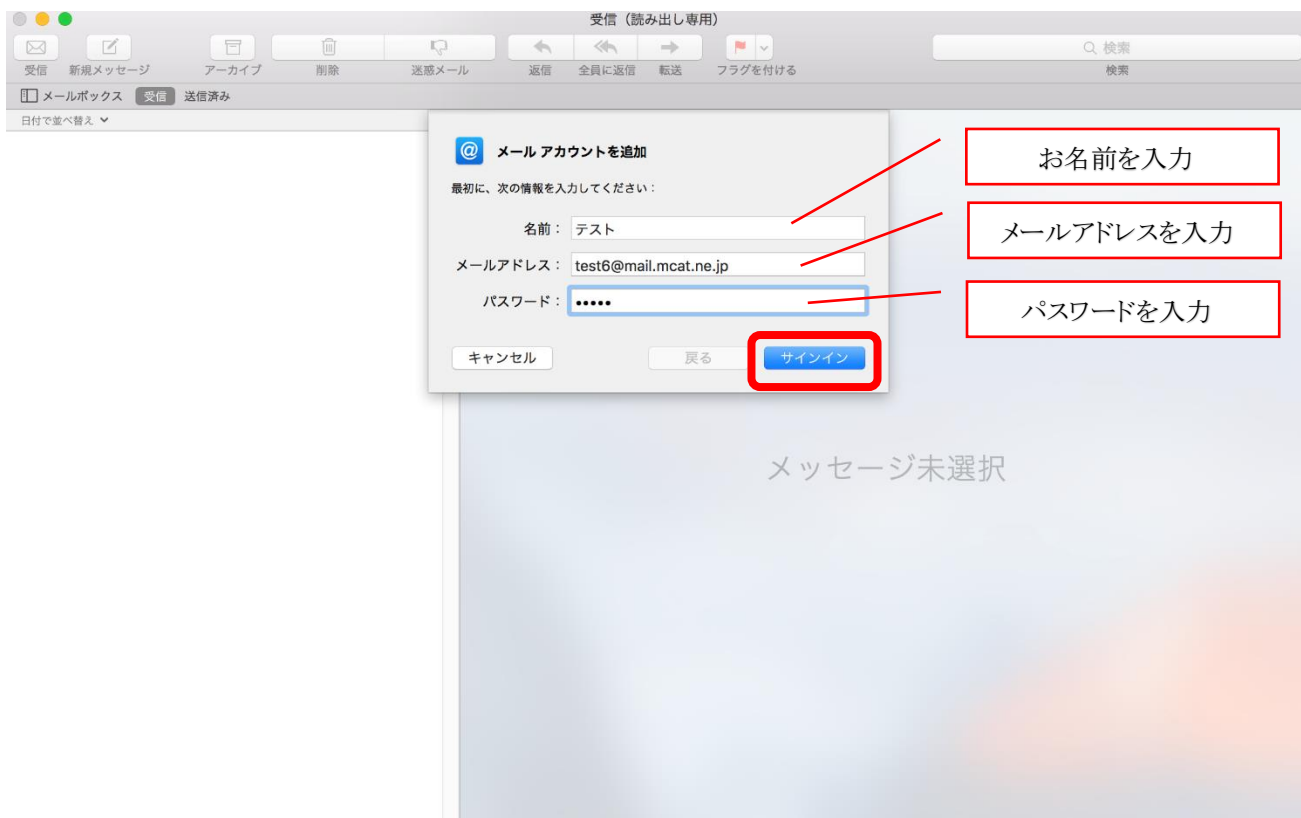 受信（読み出し専用）
受信 新規メッセージ アーカイブ 削除 迷惑メール 返信 全員に返信 転送 フラグを付ける 検索
検索
メールボックス 受信 送信済み
日付で並べ替え
@ メール アカウントを追加
最初に、次の情報を入力してください：
名前： テスト
メールアドレス： test6@mail.mcat.ne.jp
パスワード： •••••
キャンセル 戻る サインイン
お名前を入力
メールアドレスを入力
パスワードを入力
メッセージ未選択